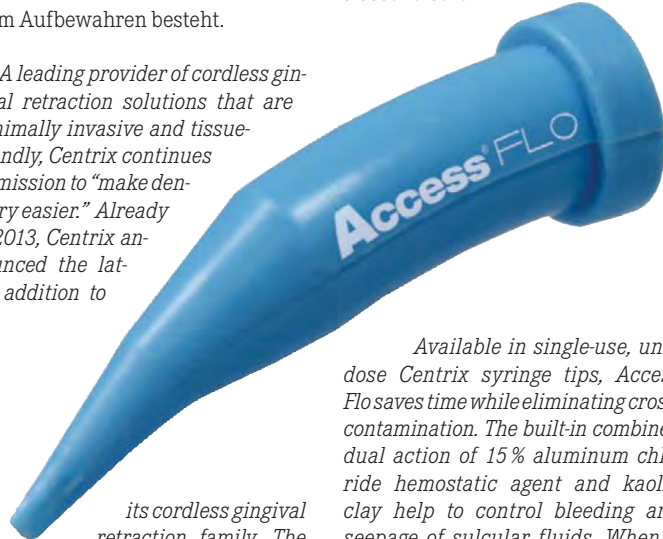 m Aufbewahren besteht.
A leading provider of cordless gin-
al retraction solutions that are
nimally invasive and tissue-
ndly, Centrix continues
mission to “make den-
ry easier.” Already
2013, Centrix an-
unced the lat-
addition to
its cordless gingival
retraction family. The
Access® FLO
Available in single-use, un
dose Centrix syringe tips, Acces
Flo saves time while eliminating cros
contamination. The built-in combine
dual action of 15 % aluminum chl
ride hemostatic agent and kaol
clay help to control bleeding an
seepage of sulcular fluids. When